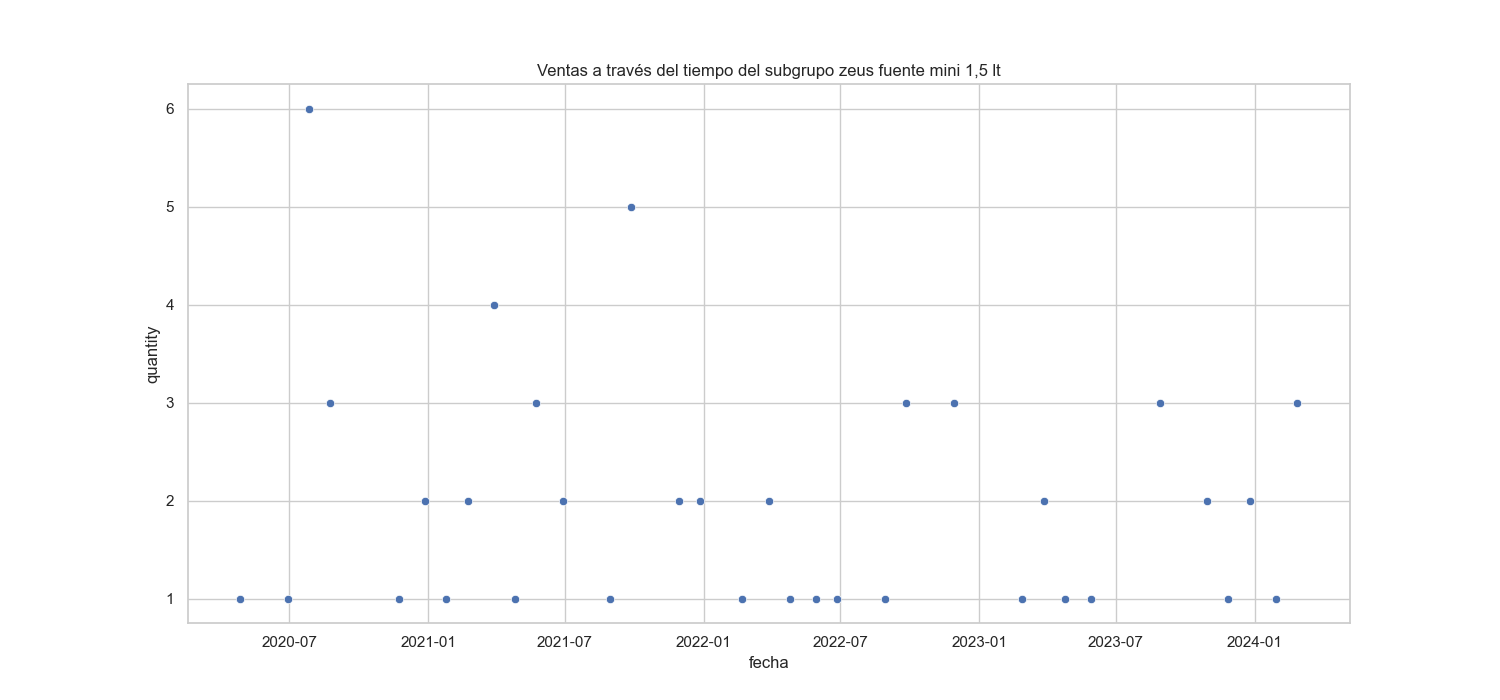 Ventas a través del tiempo del subgrupo zeus fuente mini 1,5 lt
6
5
4
3
2
1
quantity
2020-07 2021-01 2021-07 2022-01 2022-07 2023-01 2023-07 2024-01
fecha